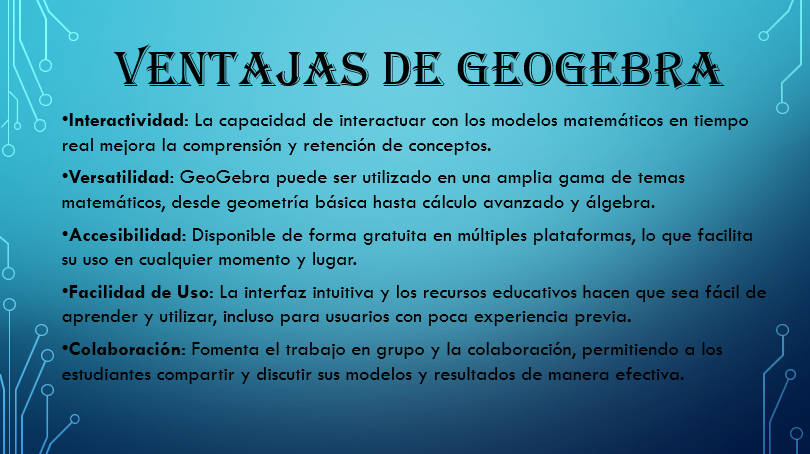 VENTAJAS DE GEOGEBRA
•Interactividad: La capacidad de interactuar con los modelos matemáticos en tiempo
real mejora la comprensión y retención de conceptos.
•Versatilidad: GeoGebra puede ser utilizado en una amplia gama de temas
matemáticos, desde geometría básica hasta cálculo avanzado y álgebra.
•Accesibilidad: Disponible de forma gratuita en múltiples plataformas, lo que facilita
su uso en cualquier momento y lugar.
•Facilidad de Uso: La interfaz intuitiva y los recursos educativos hacen que sea fácil de
aprender y utilizar, incluso para usuarios con poca experiencia previa.
•Colaboración: Fomenta el trabajo en grupo y la colaboración, permitiendo a los
estudiantes compartir y discutir sus modelos y resultados de manera efectiva.